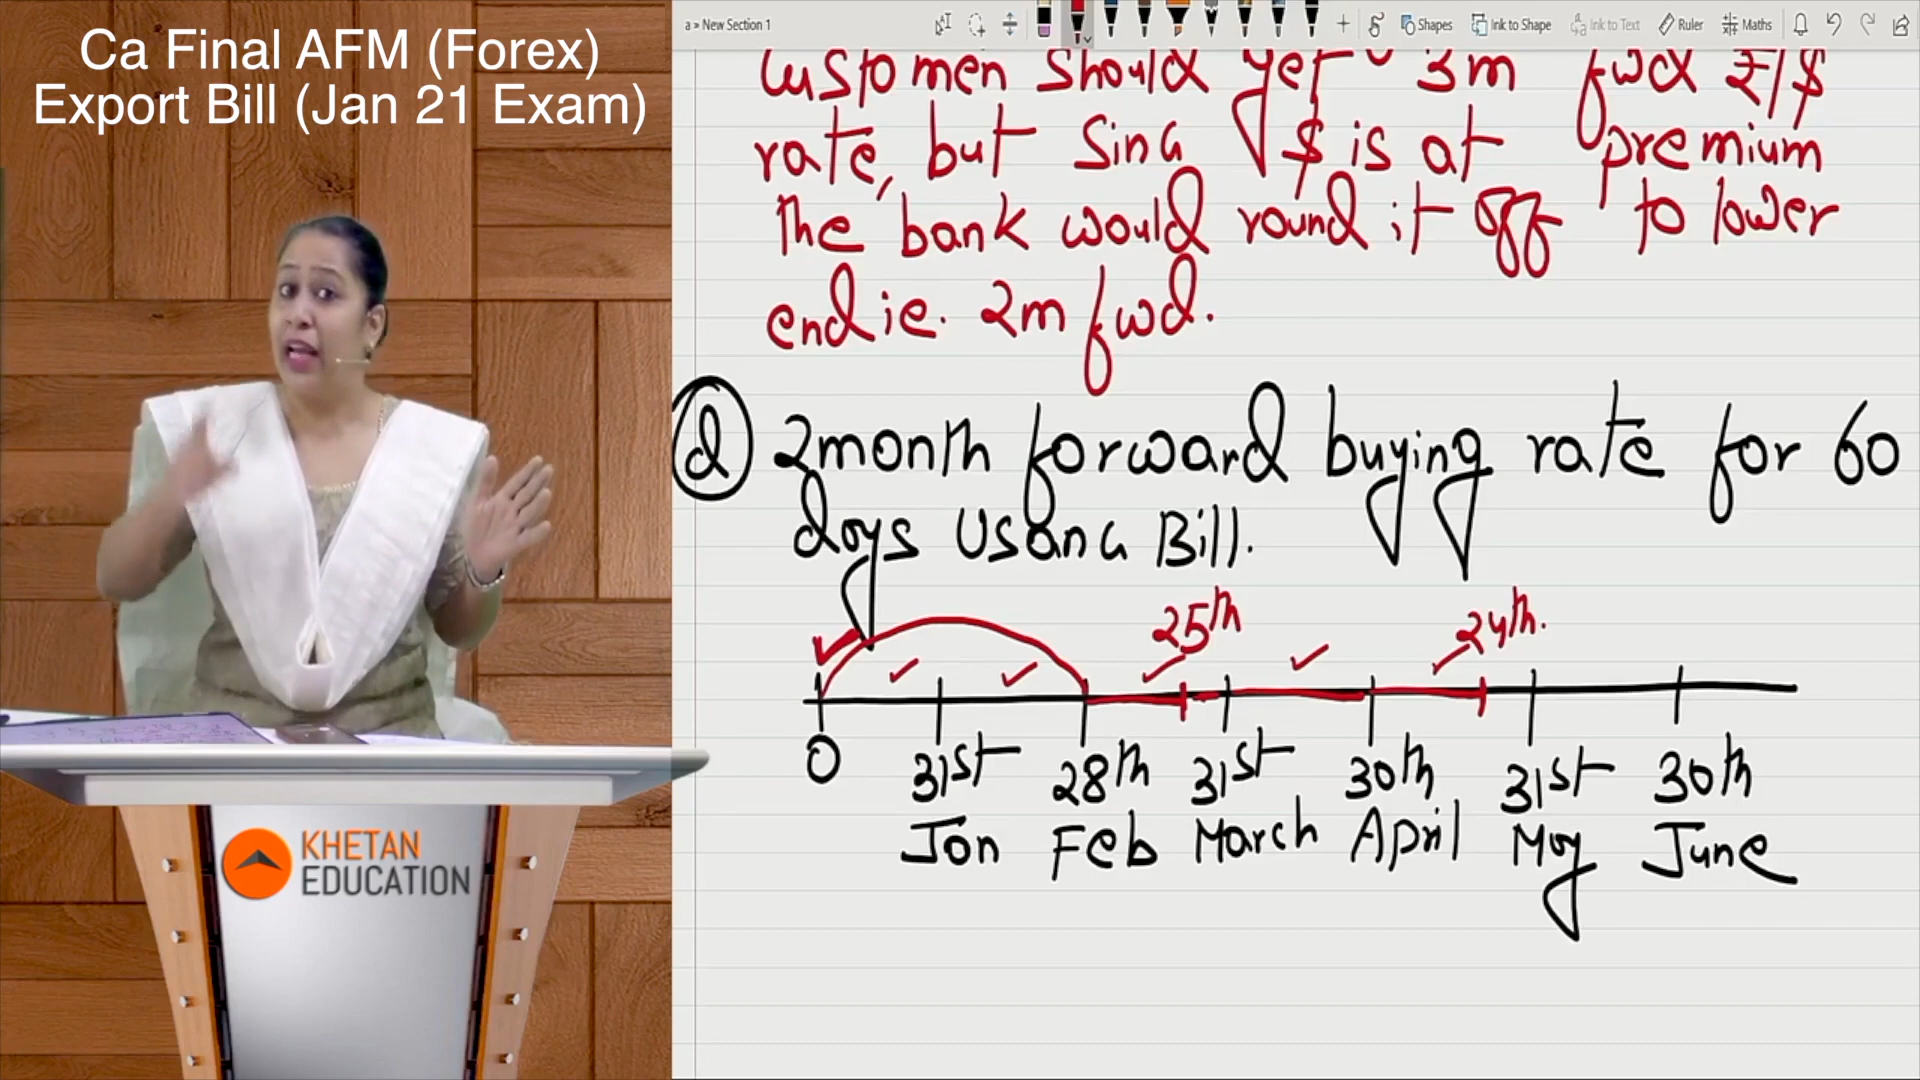 Ca Final AFM (Forex)
Export Bill (Jan 21 Exam)
a » New Section 1
Shapes
Ink to Shape
Ink to Text
Ruler
Maths
customer should get 3m fwd ₹/$
rate, but Sinc $ is at premium
the bank would round it off to lower
end ie. 2m fwd.
d 2month forward buying rate for 60
days Usance Bill.
25th 24th.
0 31st 28th 31st 30th 31st 30th
Jan Feb March April May June
KHETAN
EDUCATION